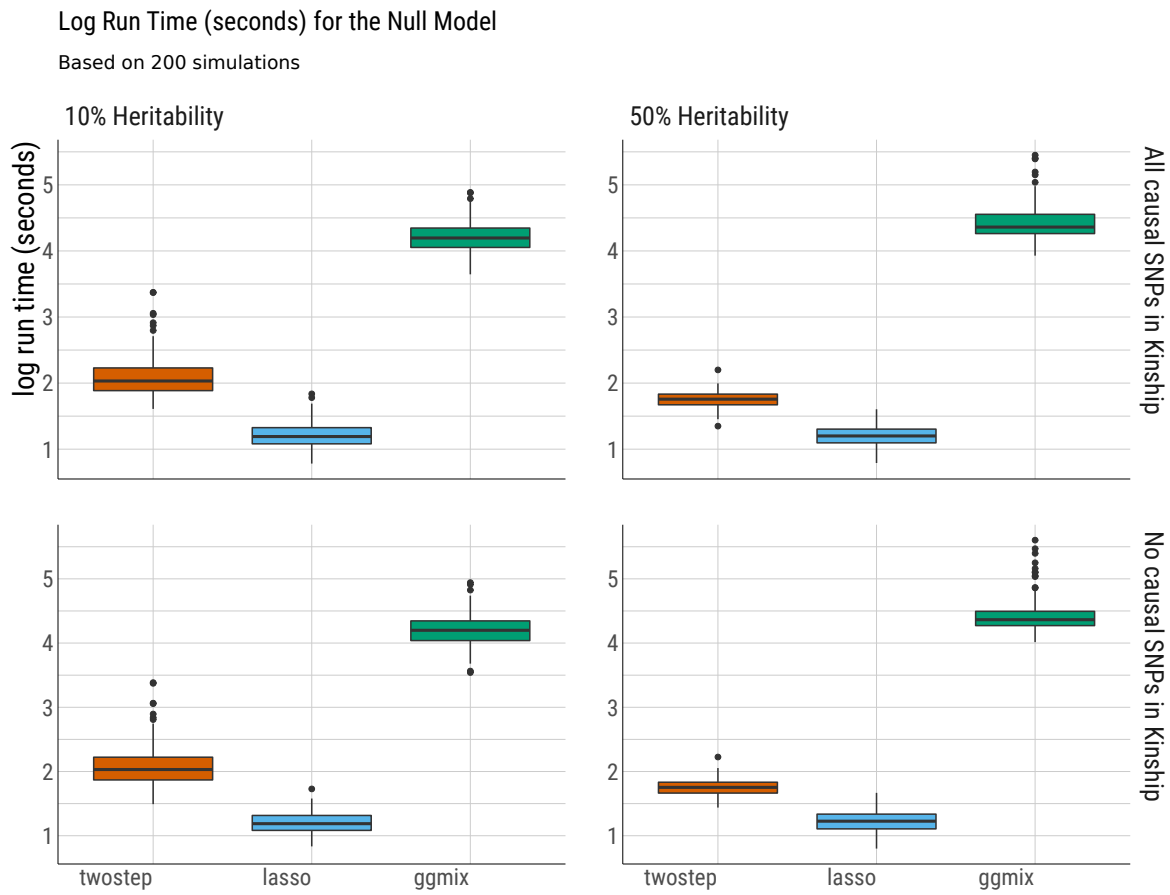 Log Run Time (seconds) for the Null Model
Based on 200 simulations
10% Heritability
50% Heritability
log run time (seconds)
5
4
3
2
1
5
4
3
2
1
All causal SNPs in Kinship
5
4
3
2
1
5
4
3
2
1
No causal SNPs in Kinship
twostep lasso ggmix
twostep lasso ggmix